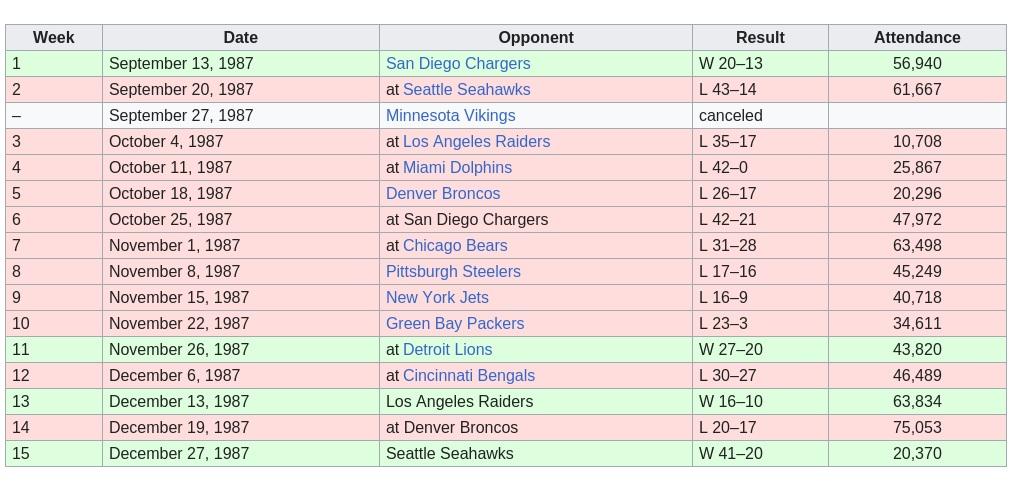 Week Date Opponent Result Attendance
1 September 13, 1987 San Diego Chargers W 20–13 56,940
2 September 20, 1987 at Seattle Seahawks L 43–14 61,667
– September 27, 1987 Minnesota Vikings canceled
3 October 4, 1987 at Los Angeles Raiders L 35–17 10,708
4 October 11, 1987 at Miami Dolphins L 42–0 25,867
5 October 18, 1987 Denver Broncos L 26–17 20,296
6 October 25, 1987 at San Diego Chargers L 42–21 47,972
7 November 1, 1987 at Chicago Bears L 31–28 63,498
8 November 8, 1987 Pittsburgh Steelers L 17–16 45,249
9 November 15, 1987 New York Jets L 16–9 40,718
10 November 22, 1987 Green Bay Packers L 23–3 34,611
11 November 26, 1987 at Detroit Lions W 27–20 43,820
12 December 6, 1987 at Cincinnati Bengals L 30–27 46,489
13 December 13, 1987 Los Angeles Raiders W 16–10 63,834
14 December 19, 1987 at Denver Broncos L 20–17 75,053
15 December 27, 1987 Seattle Seahawks W 41–20 20,370